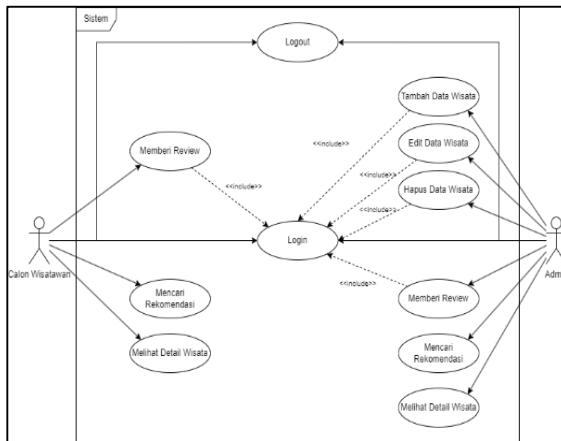 Sistem
Logout
Tambah Data Wisata
<<include>>
Edit Data Wisata
Memberi Review
<<include>>
<<include>>
Hapus Data Wisata
<<include>>
Login
Calon Wisatawan
Adm
<<include>>
Mencari
Rekomendasi
Memberi Review
Melihat Detail Wisata
Mencari
Rekomendasi
Melihat Detail Wisata